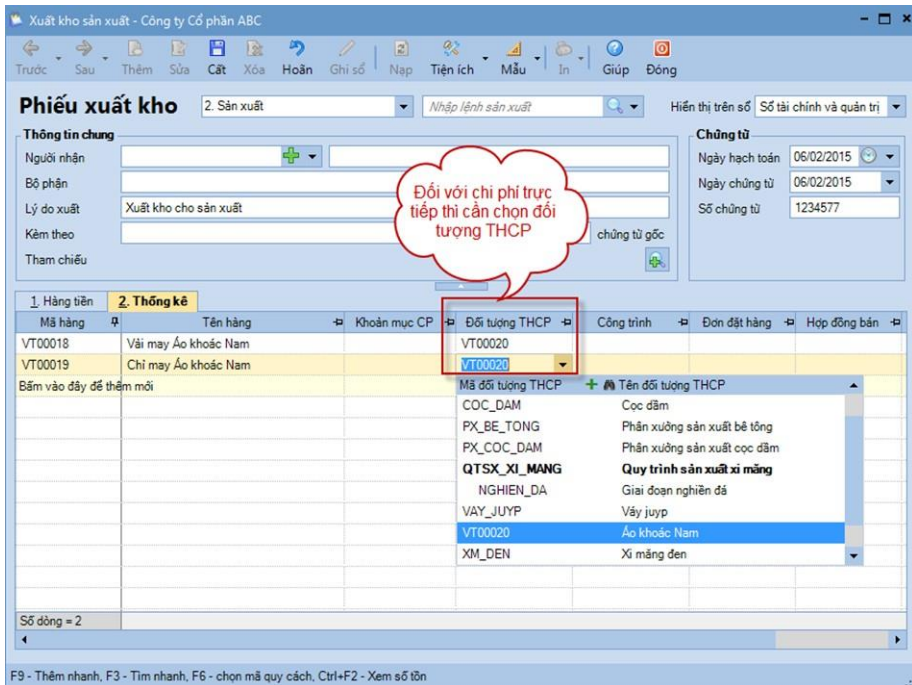 Xuất kho sản xuất - Công ty Cổ phần ABC
Trước Sau Thêm Sửa Cất Xóa Hoãn Ghi sổ Nạp Tiện ích Mẫu In Giúp Đóng
Phiếu xuất kho 2. Sản xuất Nhập lệnh sản xuất Hiển thị trên sổ Sổ tài chính và quản trị
Thông tin chung Chứng từ
Người nhận Ngày hạch toán 06/02/2015
Bộ phận Ngày chứng từ 06/02/2015
Lý do xuất Xuất kho cho sản xuất Số chứng từ 1234577
Kèm theo chứng từ gốc
Tham chiếu
Đối với chi phí trực
tiếp thì cần chọn đối
tượng THCP
1. Hàng tiền 2. Thống kê
Mã hàng Tên hàng Khoản mục CP Đối tượng THCP Công trình Đơn đặt hàng Hợp đồng bán
VT00018 Vải may Áo khoác Nam VT00020
VT00019 Chỉ may Áo khoác Nam VT00020
Bấm vào đây để thêm mới Mã đối tượng THCP Tên đối tượng THCP
COC_DAM Cọc dầm
PX_BE_TONG Phân xưởng sản xuất bê tông
PX_COC_DAM Phân xưởng sản xuất cọc dầm
QTSX_XI_MANG Quy trình sản xuất xi măng
NGHIEN_DA Giai đoạn nghiền đá
VAY_JUYP Váy juyp
VT00020 Áo khoác Nam
XM_DEN Xi măng đen
Số dòng = 2
F9 - Thêm nhanh, F3 - Tìm nhanh, F6 - chọn mã quy cách, Ctrl+F2 - Xem số tồn